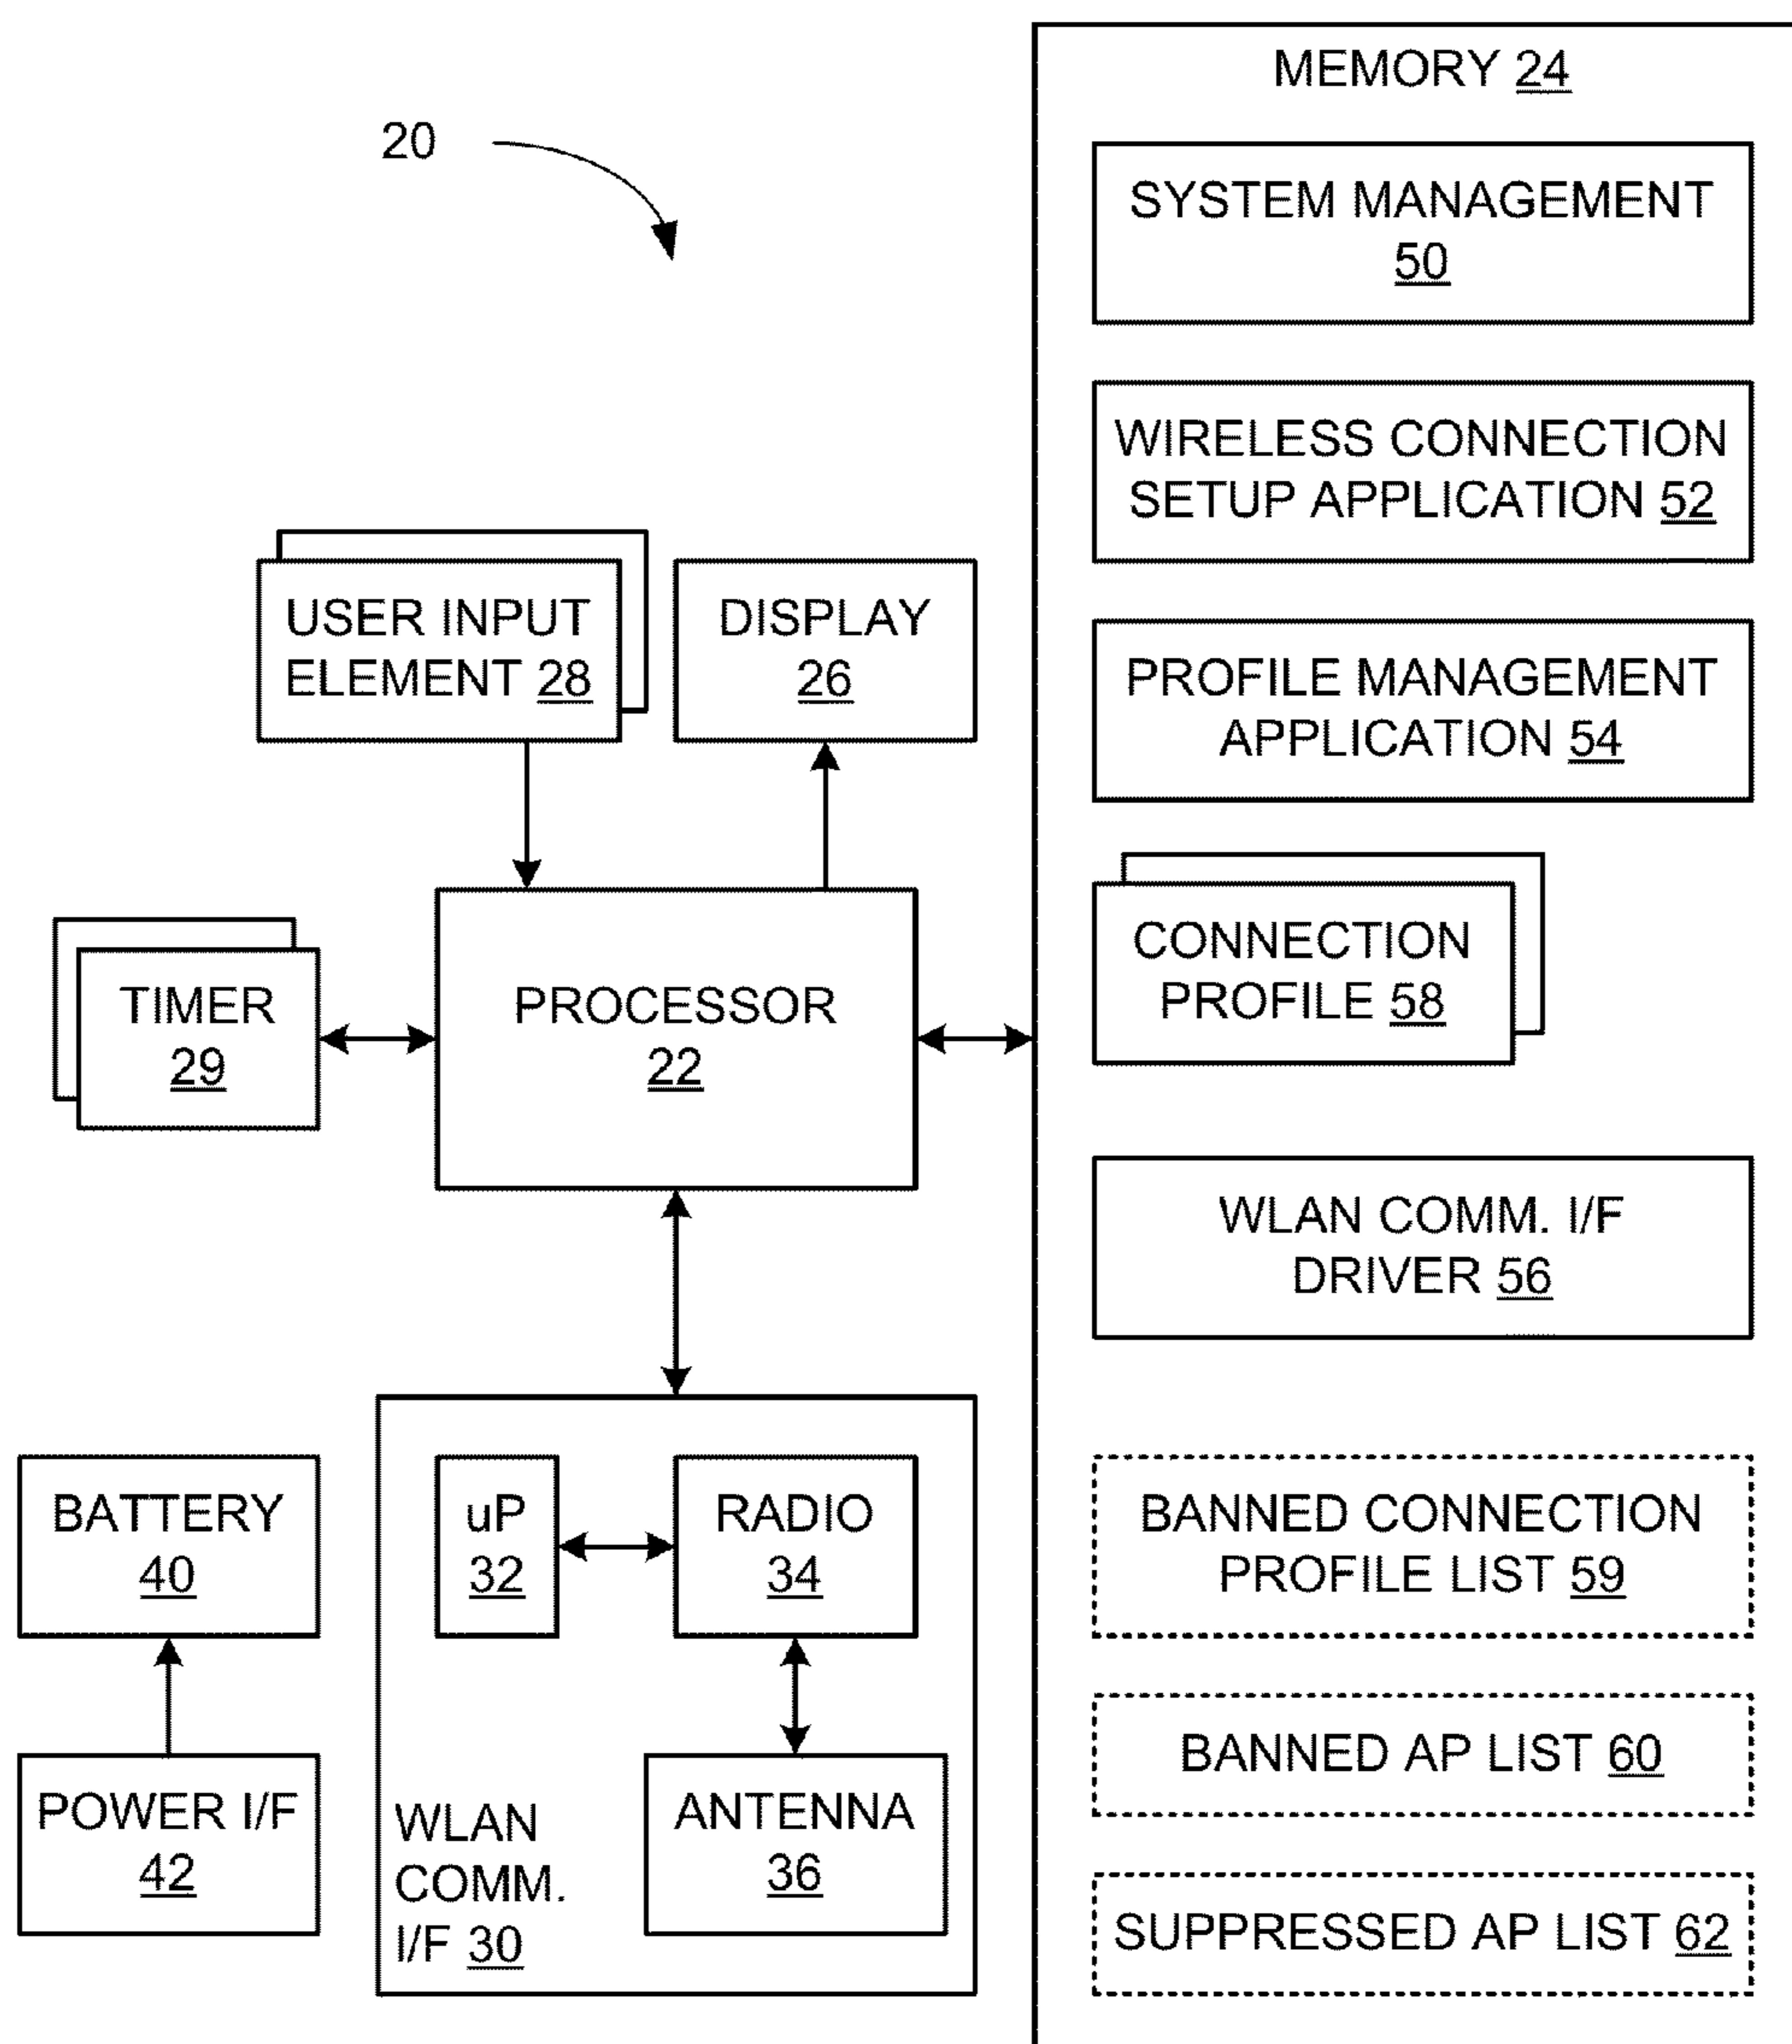 20
USER INPUT
ELEMENT 28
DISPLAY
26
TIMER
29
PROCESSOR
22
BATTERY
40
POWER I/F
42
uP
32
RADIO
34
ANTENNA
36
WLAN
COMM.
I/F 30
MEMORY 24
SYSTEM MANAGEMENT
50
WIRELESS CONNECTION
SETUP APPLICATION 52
PROFILE MANAGEMENT
APPLICATION 54
CONNECTION
PROFILE 58
WLAN COMM. I/F
DRIVER 56
BANNED CONNECTION
PROFILE LIST 59
BANNED AP LIST 60
SUPPRESSED AP LIST 62